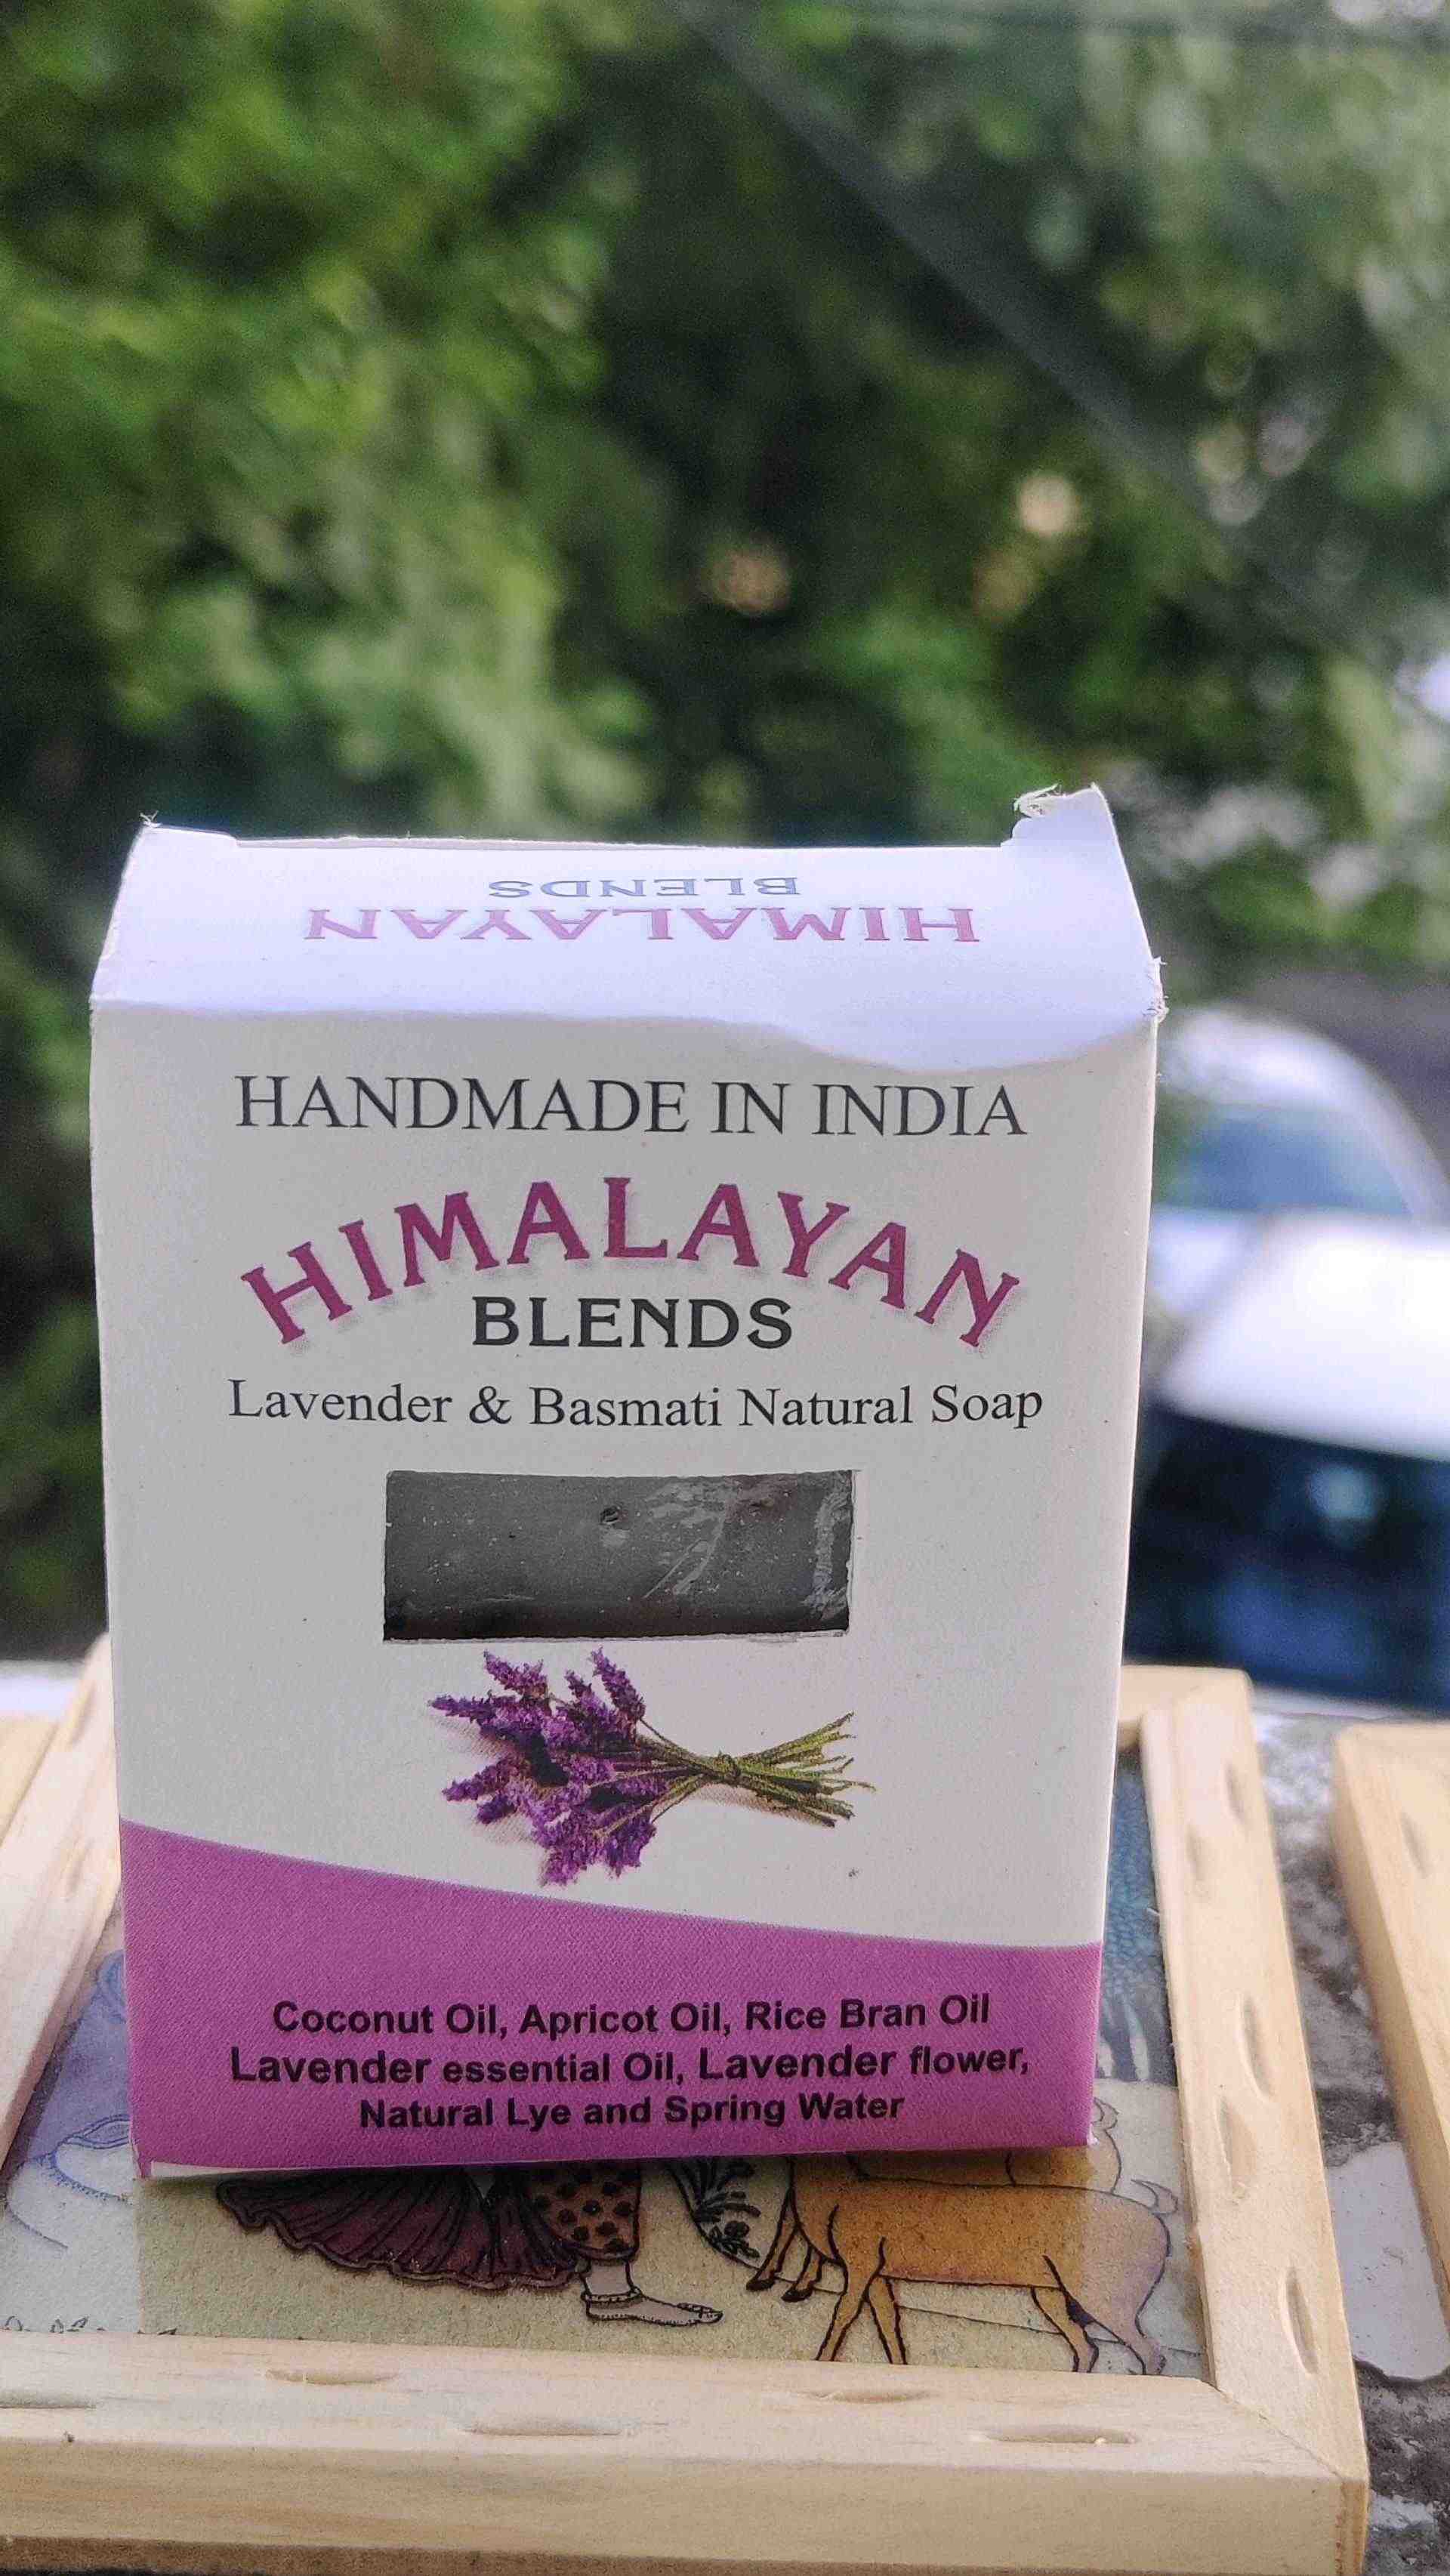 HIMALAYAN
BLENDS
HANDMADE IN INDIA
HIMALAYAN
BLENDS
Lavender & Basmati Natural Soap
Coconut Oil, Apricot Oil, Rice Bran Oil
Lavender essential Oil, Lavender flower,
Natural Lye and Spring Water